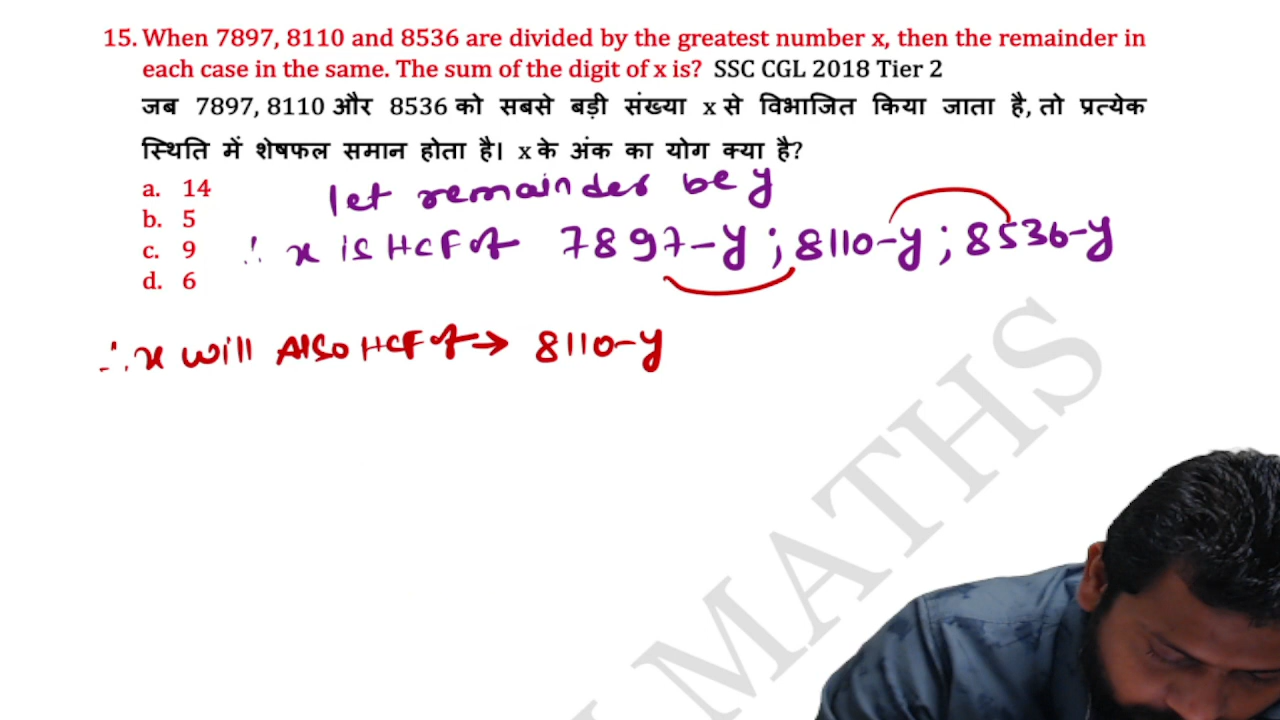 15. When 7897, 8110 and 8536 are divided by the greatest number x, then the remainder in
each case in the same. The sum of the digit of x is? SSC CGL 2018 Tier 2
जब 7897, 8110 और 8536 को सबसे बड़ी संख्या x से विभाजित किया जाता है, तो प्रत्येक
स्थिति में शेषफल समान होता है। x के अंक का योग क्या है?
a. 14
b. 5
c. 9
d. 6
let remainder be y
∴ x is HCF of 7897-y ; 8110-y ; 8536-y
∴ x will Also HCF of → 8110-y
MATHS